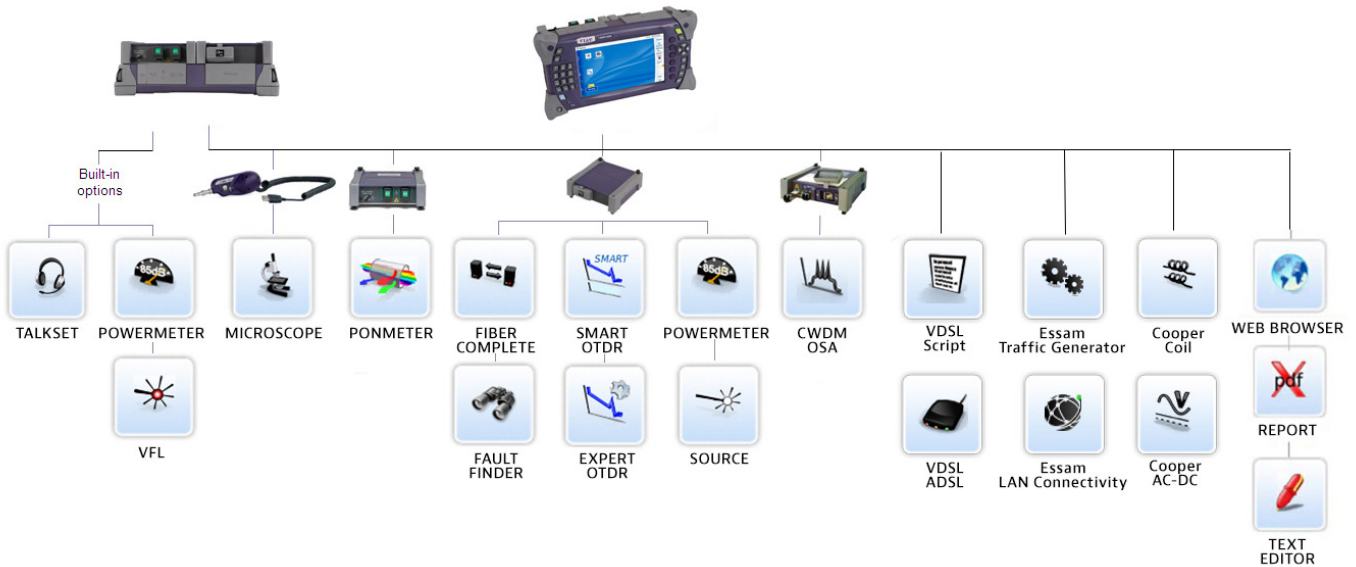 Built-in
options
SMART
85dB
85dB
TALKSET
POWERMETER
MICROSCOPE
PONMETER
FIBER
COMPLETE
SMART
OTDR
POWERMETER
CWDM
OSA
VDSL
Script
Essam
Traffic Generator
Cooper
Coil
WEB BROWSER
pdf
VFL
FAULT
FINDER
EXPERT
OTDR
SOURCE
VDSL
ADSL
Essam
LAN Connectivity
Cooper
AC-DC
REPORT
TEXT
EDITOR